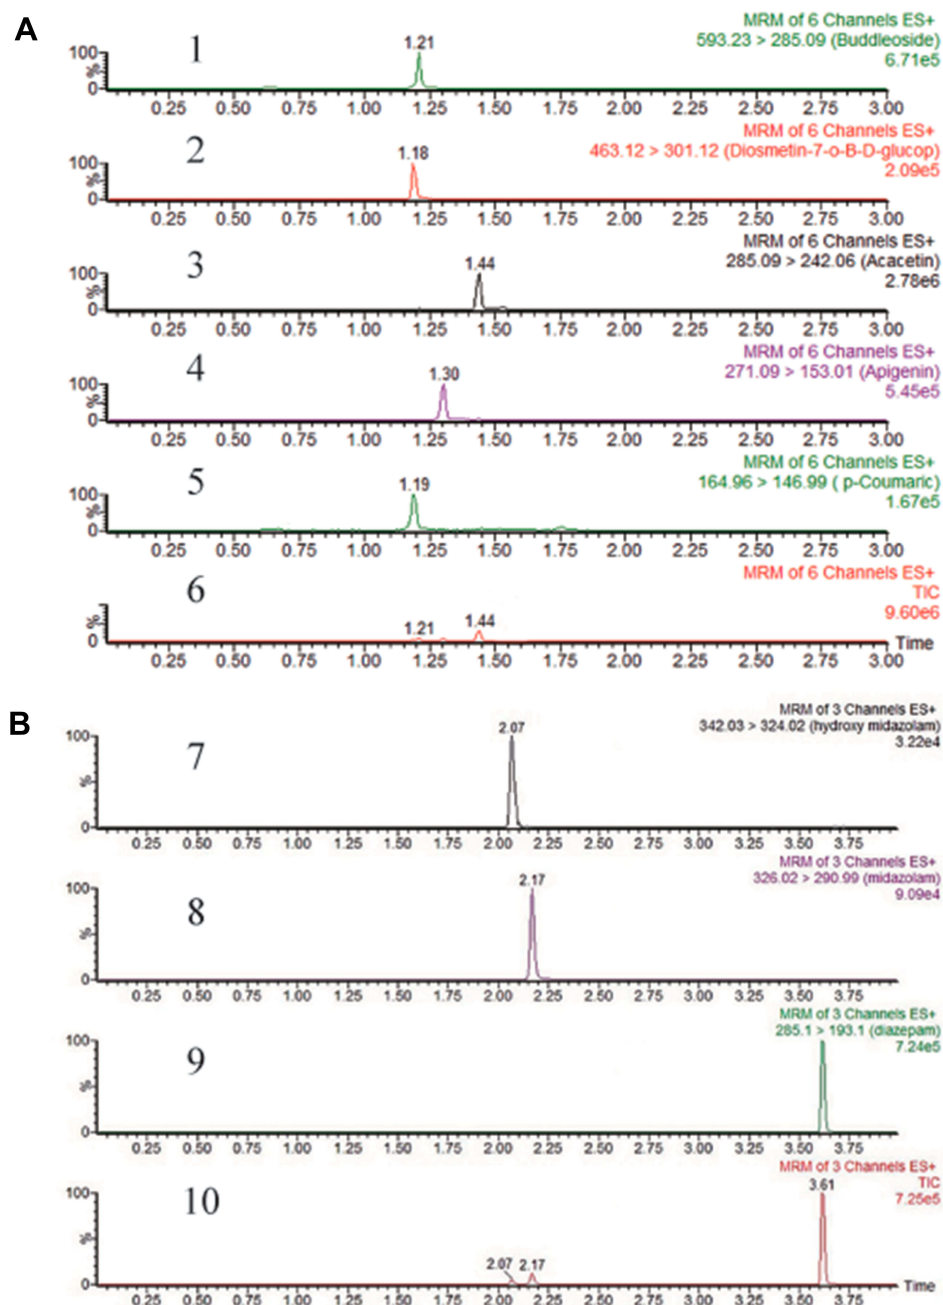 A
MRM of 6 Channels ES+
593.23 > 285.09 (Buddleoside)
6.71e5
1
1.21
100
%
0
0.25 0.50 0.75 1.00 1.25 1.50 1.75 2.00 2.25 2.50 2.75 3.00
MRM of 6 Channels ES+
463.12 > 301.12 (Diosmetin-7-o-B-D-glucop)
2.09e5
2
1.18
100
%
0
0.25 0.50 0.75 1.00 1.25 1.50 1.75 2.00 2.25 2.50 2.75 3.00
MRM of 6 Channels ES+
285.09 > 242.06 (Acacetin)
2.78e6
3
1.44
100
%
0
0.25 0.50 0.75 1.00 1.25 1.50 1.75 2.00 2.25 2.50 2.75 3.00
MRM of 6 Channels ES+
271.09 > 153.01 (Apigenin)
5.45e5
4
1.30
100
%
0
0.25 0.50 0.75 1.00 1.25 1.50 1.75 2.00 2.25 2.50 2.75 3.00
MRM of 6 Channels ES+
164.96 > 146.99 ( p-Coumaric)
1.67e5
5
1.19
100
%
0
0.25 0.50 0.75 1.00 1.25 1.50 1.75 2.00 2.25 2.50 2.75 3.00
MRM of 6 Channels ES+
TIC
9.60e6
6
1.21 1.44
%
0
Time
0.25 0.50 0.75 1.00 1.25 1.50 1.75 2.00 2.25 2.50 2.75 3.00
B
MRM of 3 Channels ES+
342.03 > 324.02 (hydroxy midazolam)
3.22e4
7
2.07
100
%
0
0.25 0.50 0.75 1.00 1.25 1.50 1.75 2.00 2.25 2.50 2.75 3.00 3.25 3.50 3.75
MRM of 3 Channels ES+
326.02 > 290.99 (midazolam)
9.09e4
8
2.17
100
%
0
0.25 0.50 0.75 1.00 1.25 1.50 1.75 2.00 2.25 2.50 2.75 3.00 3.25 3.50 3.75
MRM of 3 Channels ES+
285.1 > 193.1 (diazepam)
7.24e5
9
100
%
0
0.25 0.50 0.75 1.00 1.25 1.50 1.75 2.00 2.25 2.50 2.75 3.00 3.25 3.50 3.75
MRM of 3 Channels ES+
TIC
7.25e5
10
3.61
100
%
2.07 2.17
0
Time
0.25 0.50 0.75 1.00 1.25 1.50 1.75 2.00 2.25 2.50 2.75 3.00 3.25 3.50 3.75